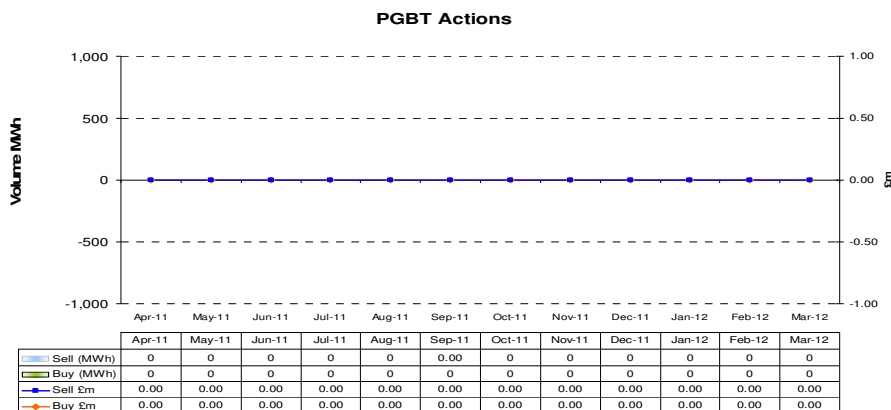 PGBT Actions
1,000 1.00
500 0.50
0 0.00
-500 -0.50
-1,000 -1.00
Volume MWh
£m
Apr-11 May-11 Jun-11 Jul-11 Aug-11 Sep-11 Oct-11 Nov-11 Dec-11 Jan-12 Feb-12 Mar-12
Apr-11 May-11 Jun-11 Jul-11 Aug-11 Sep-11 Oct-11 Nov-11 Dec-11 Jan-12 Feb-12 Mar-12
Sell (MWh) 0 0 0 0 0 0.00 0 0 0 0 0 0
Buy (MWh) 0 0 0 0 0 0 0 0 0 0 0 0
Sell £m 0.00 0.00 0.00 0.00 0.00 0.00 0.00 0.00 0.00 0.00 0.00 0.00
Buy £m 0.00 0.00 0.00 0.00 0.00 0.00 0.00 0.00 0.00 0.00 0.00 0.00